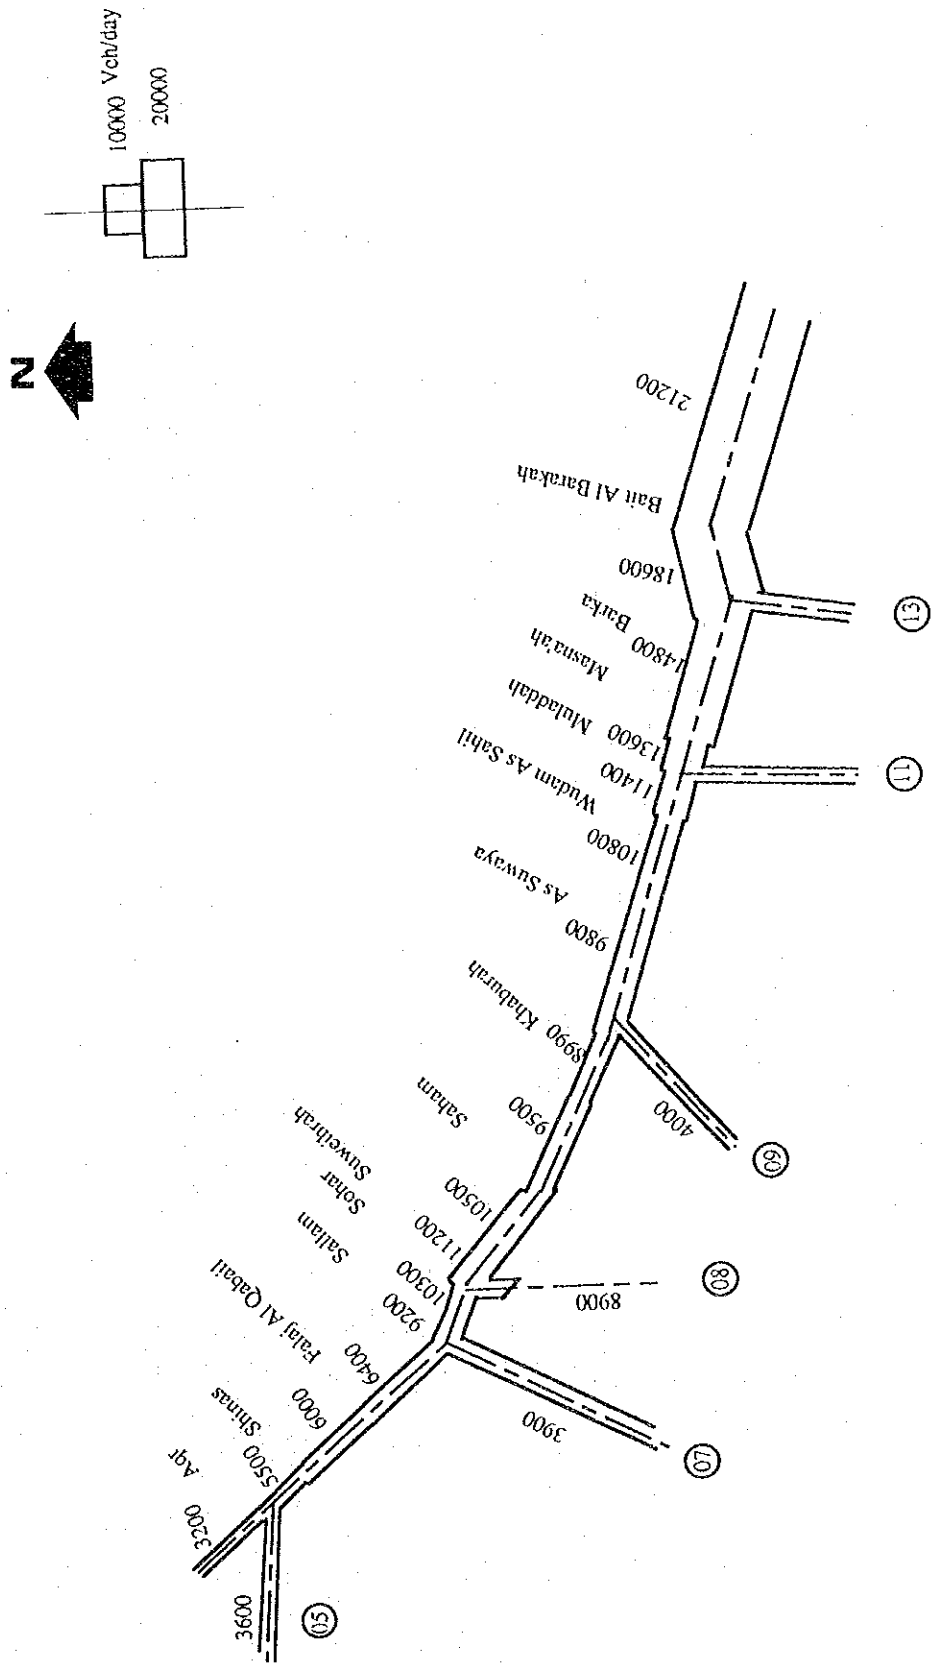 10000 Veh/day
20000
N
21200
Bait Al Barakah
18600
Barka
14800
Masna'ah
Muladdah
13600
11400
Wudam As Sahil
10800
As Suwaya
9800
Khaburah
8990
Saham
9500
Suweihrah
10500
Sohar
11200
Sallam
10300
9200
Falaj Al Qabail
6400
6000
Shinas
5500
Aqr
3200
3600
05
3900
07
8900
08
4000
09
11
13